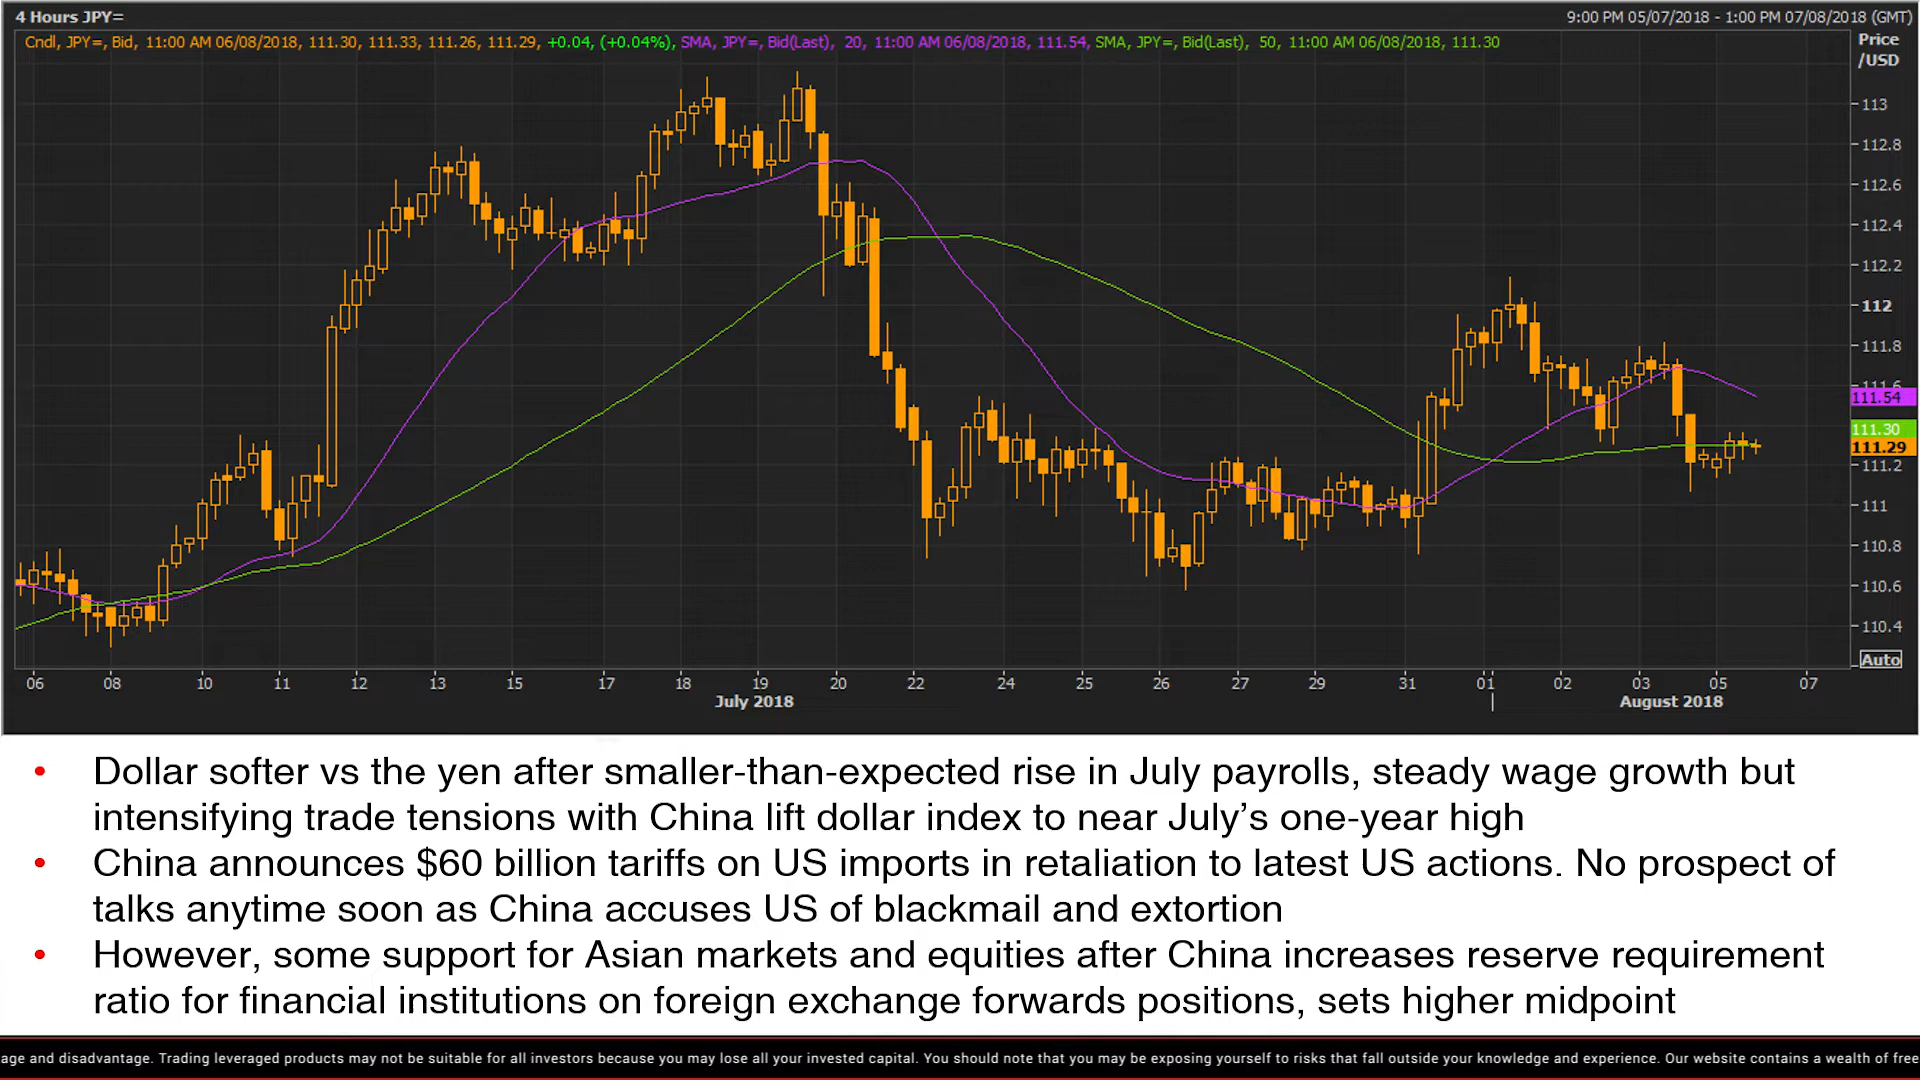 4 Hours JPY=
9:00 PM 05/07/2018 - 1:00 PM 07/08/2018 (GMT)
Cndl, JPY=, Bid, 11:00 AM 06/08/2018, 111.30, 111.33, 111.26, 111.29, +0.04, (+0.04%), SMA, JPY=, Bid(Last), 20, 11:00 AM 06/08/2018, 111.54, SMA, JPY=, Bid(Last), 50, 11:00 AM 06/08/2018, 111.30
Price
/USD
113
112.8
112.6
112.4
112.2
112
111.8
111.6
111.54
111.30
111.29
111.2
111
110.8
110.6
110.4
Auto
06 08 10 11 12 13 15 17 18 19 20 22 24 25 26 27 29 31 01 02 03 05 07
July 2018 | August 2018
• Dollar softer vs the yen after smaller-than-expected rise in July payrolls, steady wage growth but
intensifying trade tensions with China lift dollar index to near July’s one-year high
• China announces $60 billion tariffs on US imports in retaliation to latest US actions. No prospect of
talks anytime soon as China accuses US of blackmail and extortion
• However, some support for Asian markets and equities after China increases reserve requirement
ratio for financial institutions on foreign exchange forwards positions, sets higher midpoint
age and disadvantage. Trading leveraged products may not be suitable for all investors because you may lose all your invested capital. You should note that you may be exposing yourself to risks that fall outside your knowledge and experience. Our website contains a wealth of free